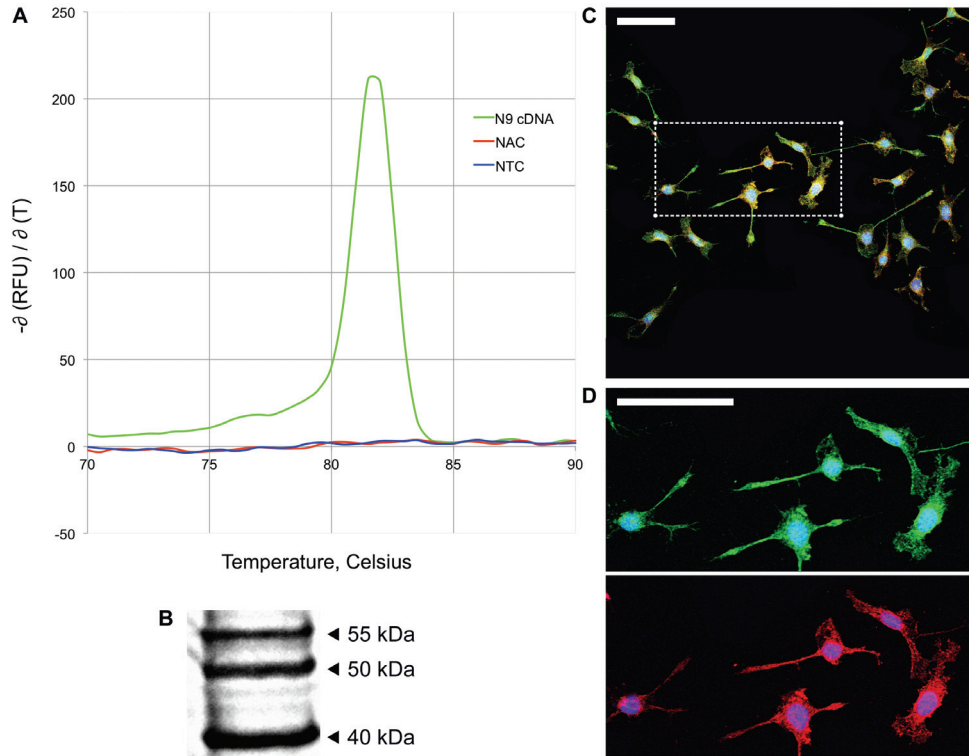 A
250
200
150
100
50
0
-50
70
75
80
85
90
-∂ (RFU) / ∂ (T)
Temperature, Celsius
N9 cDNA
NAC
NTC
B
55 kDa
50 kDa
40 kDa
C
D